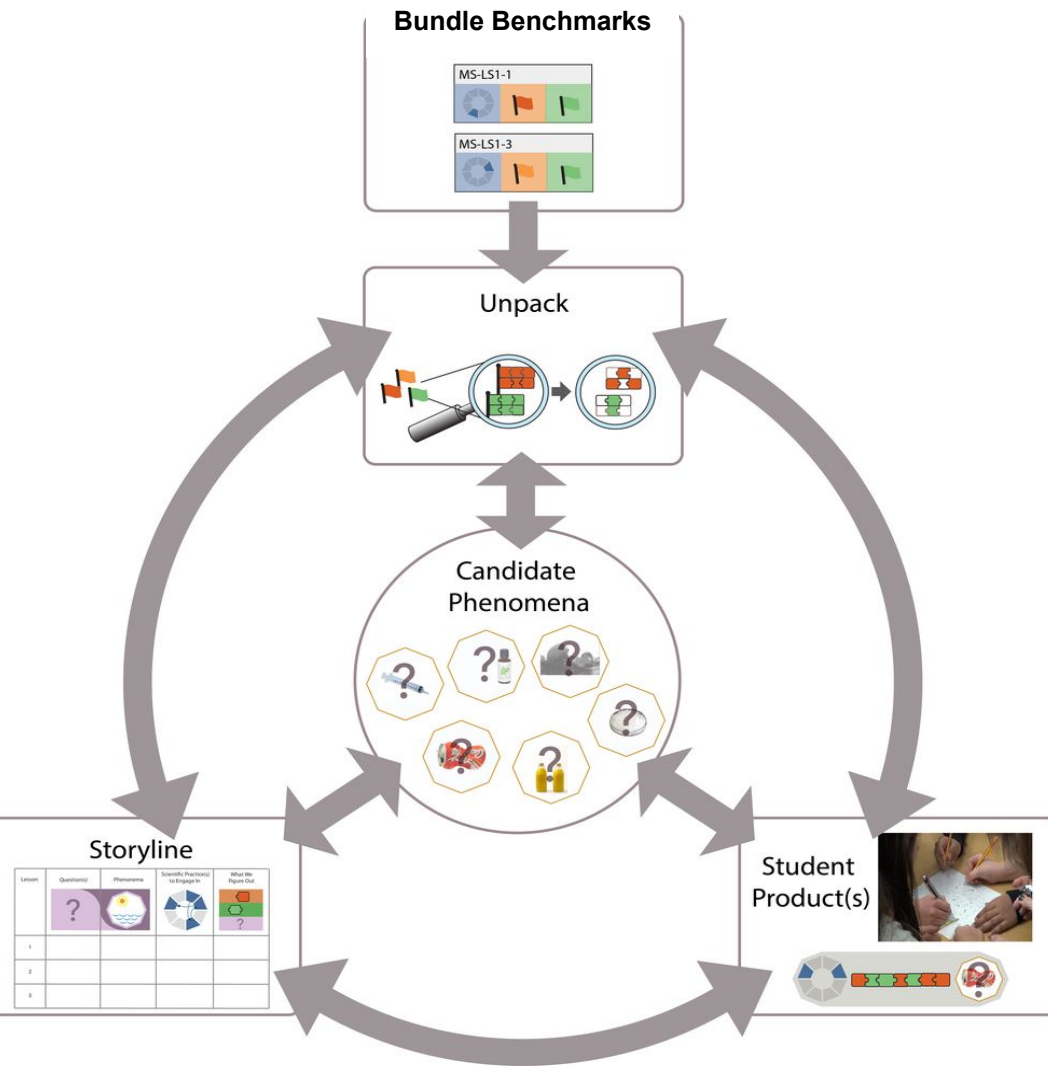 Bundle Benchmarks
MS-LS1-1
MS-LS1-3
Unpack
Candidate
Phenomena
?
?
?
?
?
?
Storyline
Lesson
Question(s)
Phenomena
Scientific Practice(s)
to Engage In
What We
Figure Out
?
?
1
2
3
Student
Product(s)
?